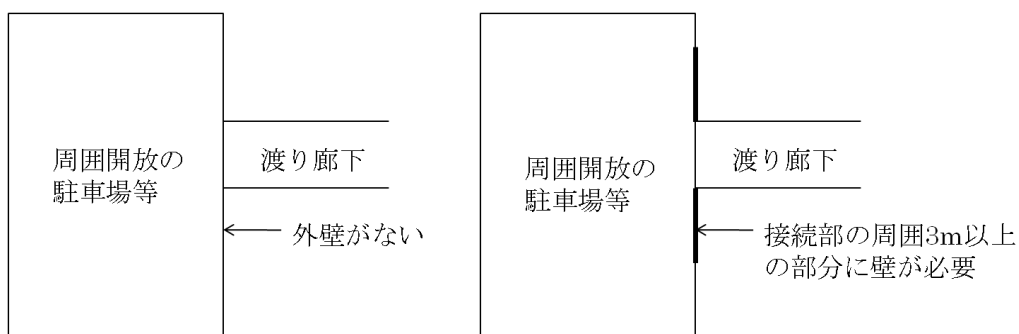 周囲開放の
駐車場等
渡り廊下
外壁がない
周囲開放の
駐車場等
渡り廊下
接続部の周囲3m以上
の部分に壁が必要